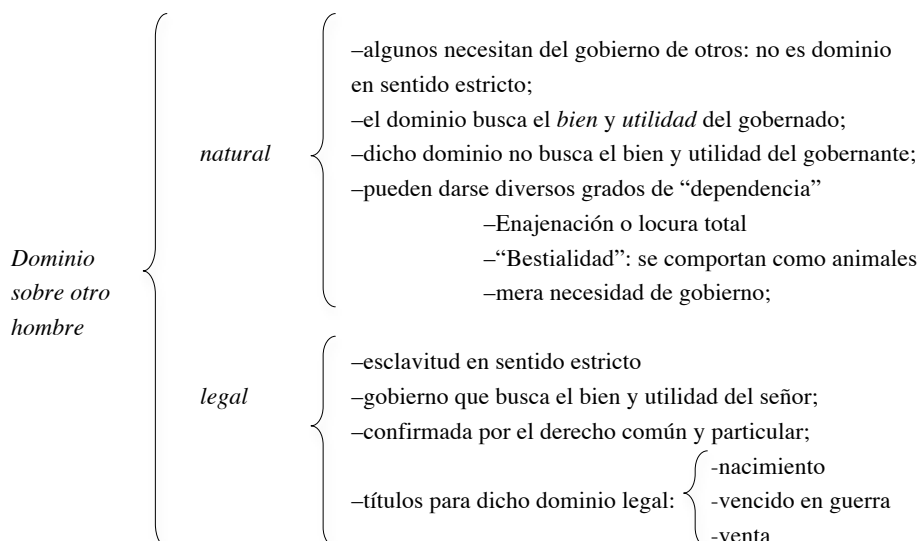 Dominio
sobre otro
hombre
natural
–algunos necesitan del gobierno de otros: no es dominio
en sentido estricto;
–el dominio busca el bien y utilidad del gobernado;
–dicho dominio no busca el bien y utilidad del gobernante;
–pueden darse diversos grados de “dependencia”
–Enajenación o locura total
–“Bestialidad”: se comportan como animales
–mera necesidad de gobierno;
legal
–esclavitud en sentido estricto
–gobierno que busca el bien y utilidad del señor;
–confirmada por el derecho común y particular;
–títulos para dicho dominio legal:
-nacimiento
-vencido en guerra
-venta